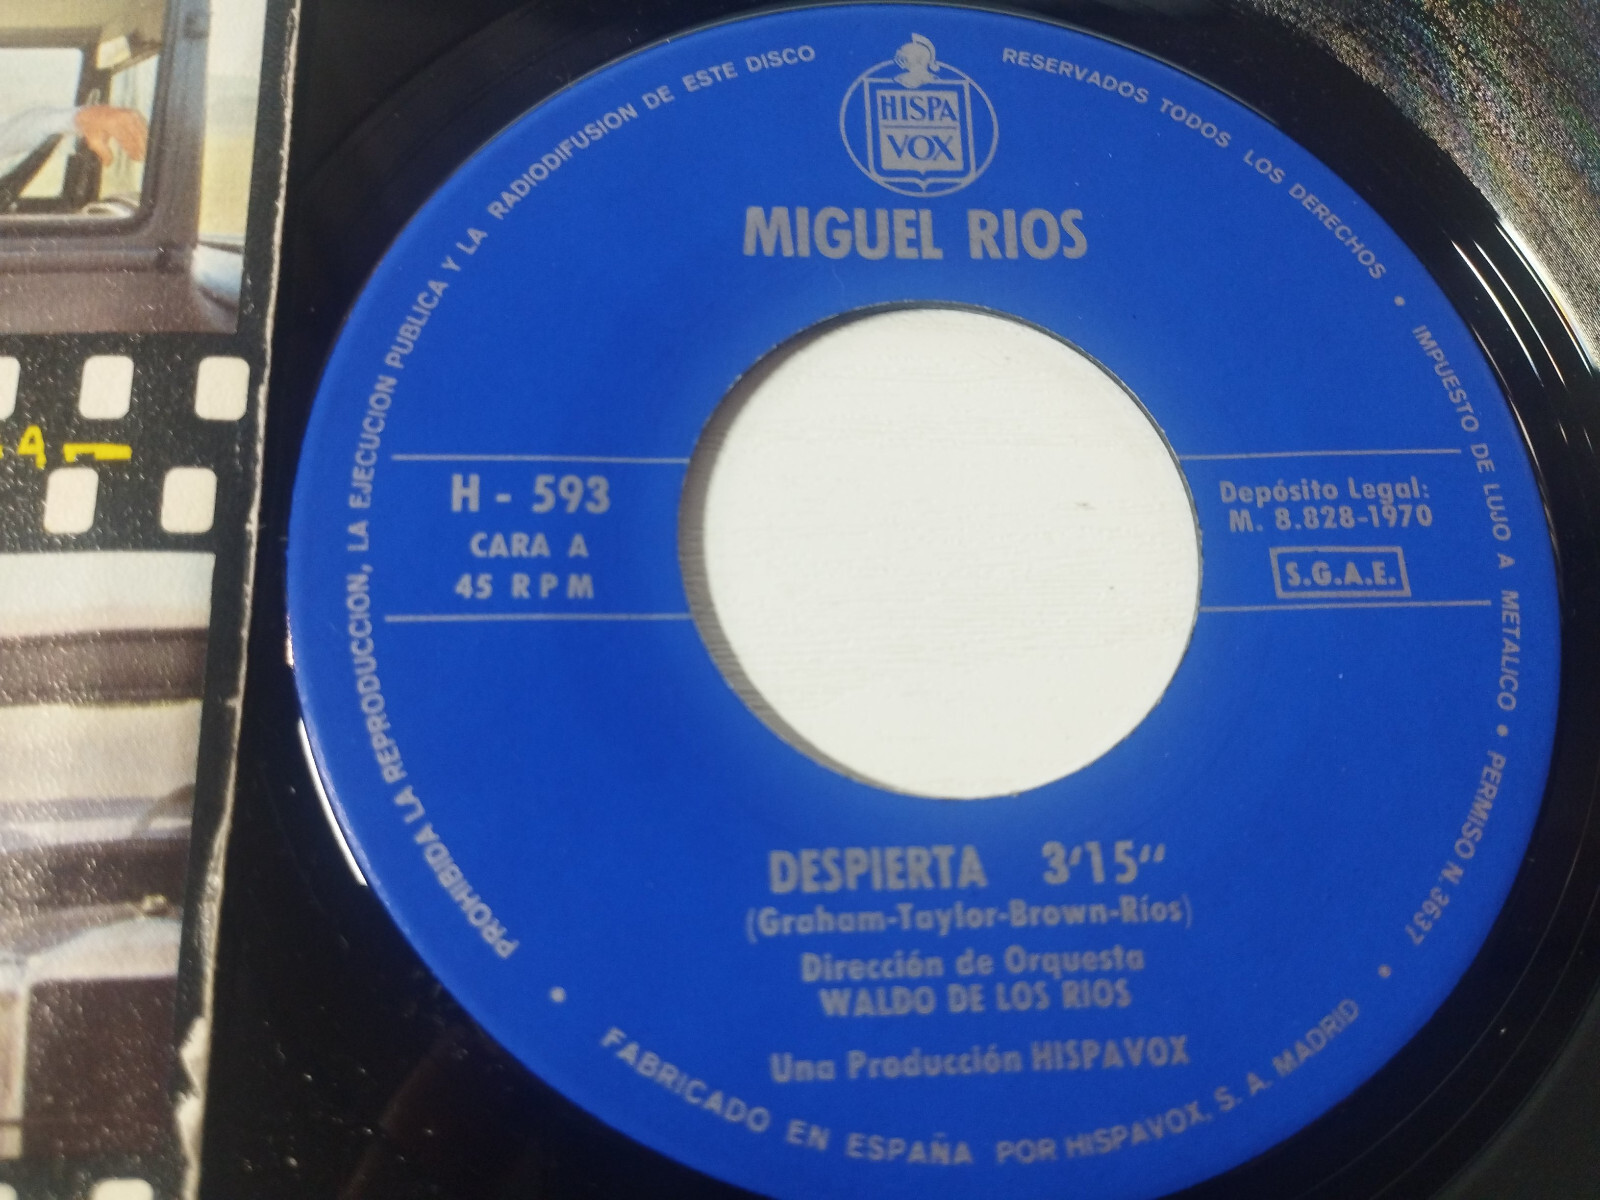 HISPA
VOX
MIGUEL RIOS
H - 593
CARA A
45 R P M
Depósito Legal:
M. 8.828-1970
S.G.A.E.
DESPIERTA 3'15"
(Graham-Taylor-Brown-Ríos)
Dirección de Orquesta
WALDO DE LOS RIOS
Una Producción HISPAVOX
PROHIBIDA LA REPRODUCCION, LA EJECUCION PUBLICA Y LA RADIODIFUSION DE ESTE DISCO
RESERVADOS TODOS LOS DERECHOS • IMPUESTO DE LUJO A METALICO • PERMISO N. 3637
• FABRICADO EN ESPAÑA POR HISPAVOX, S. A. MADRID •